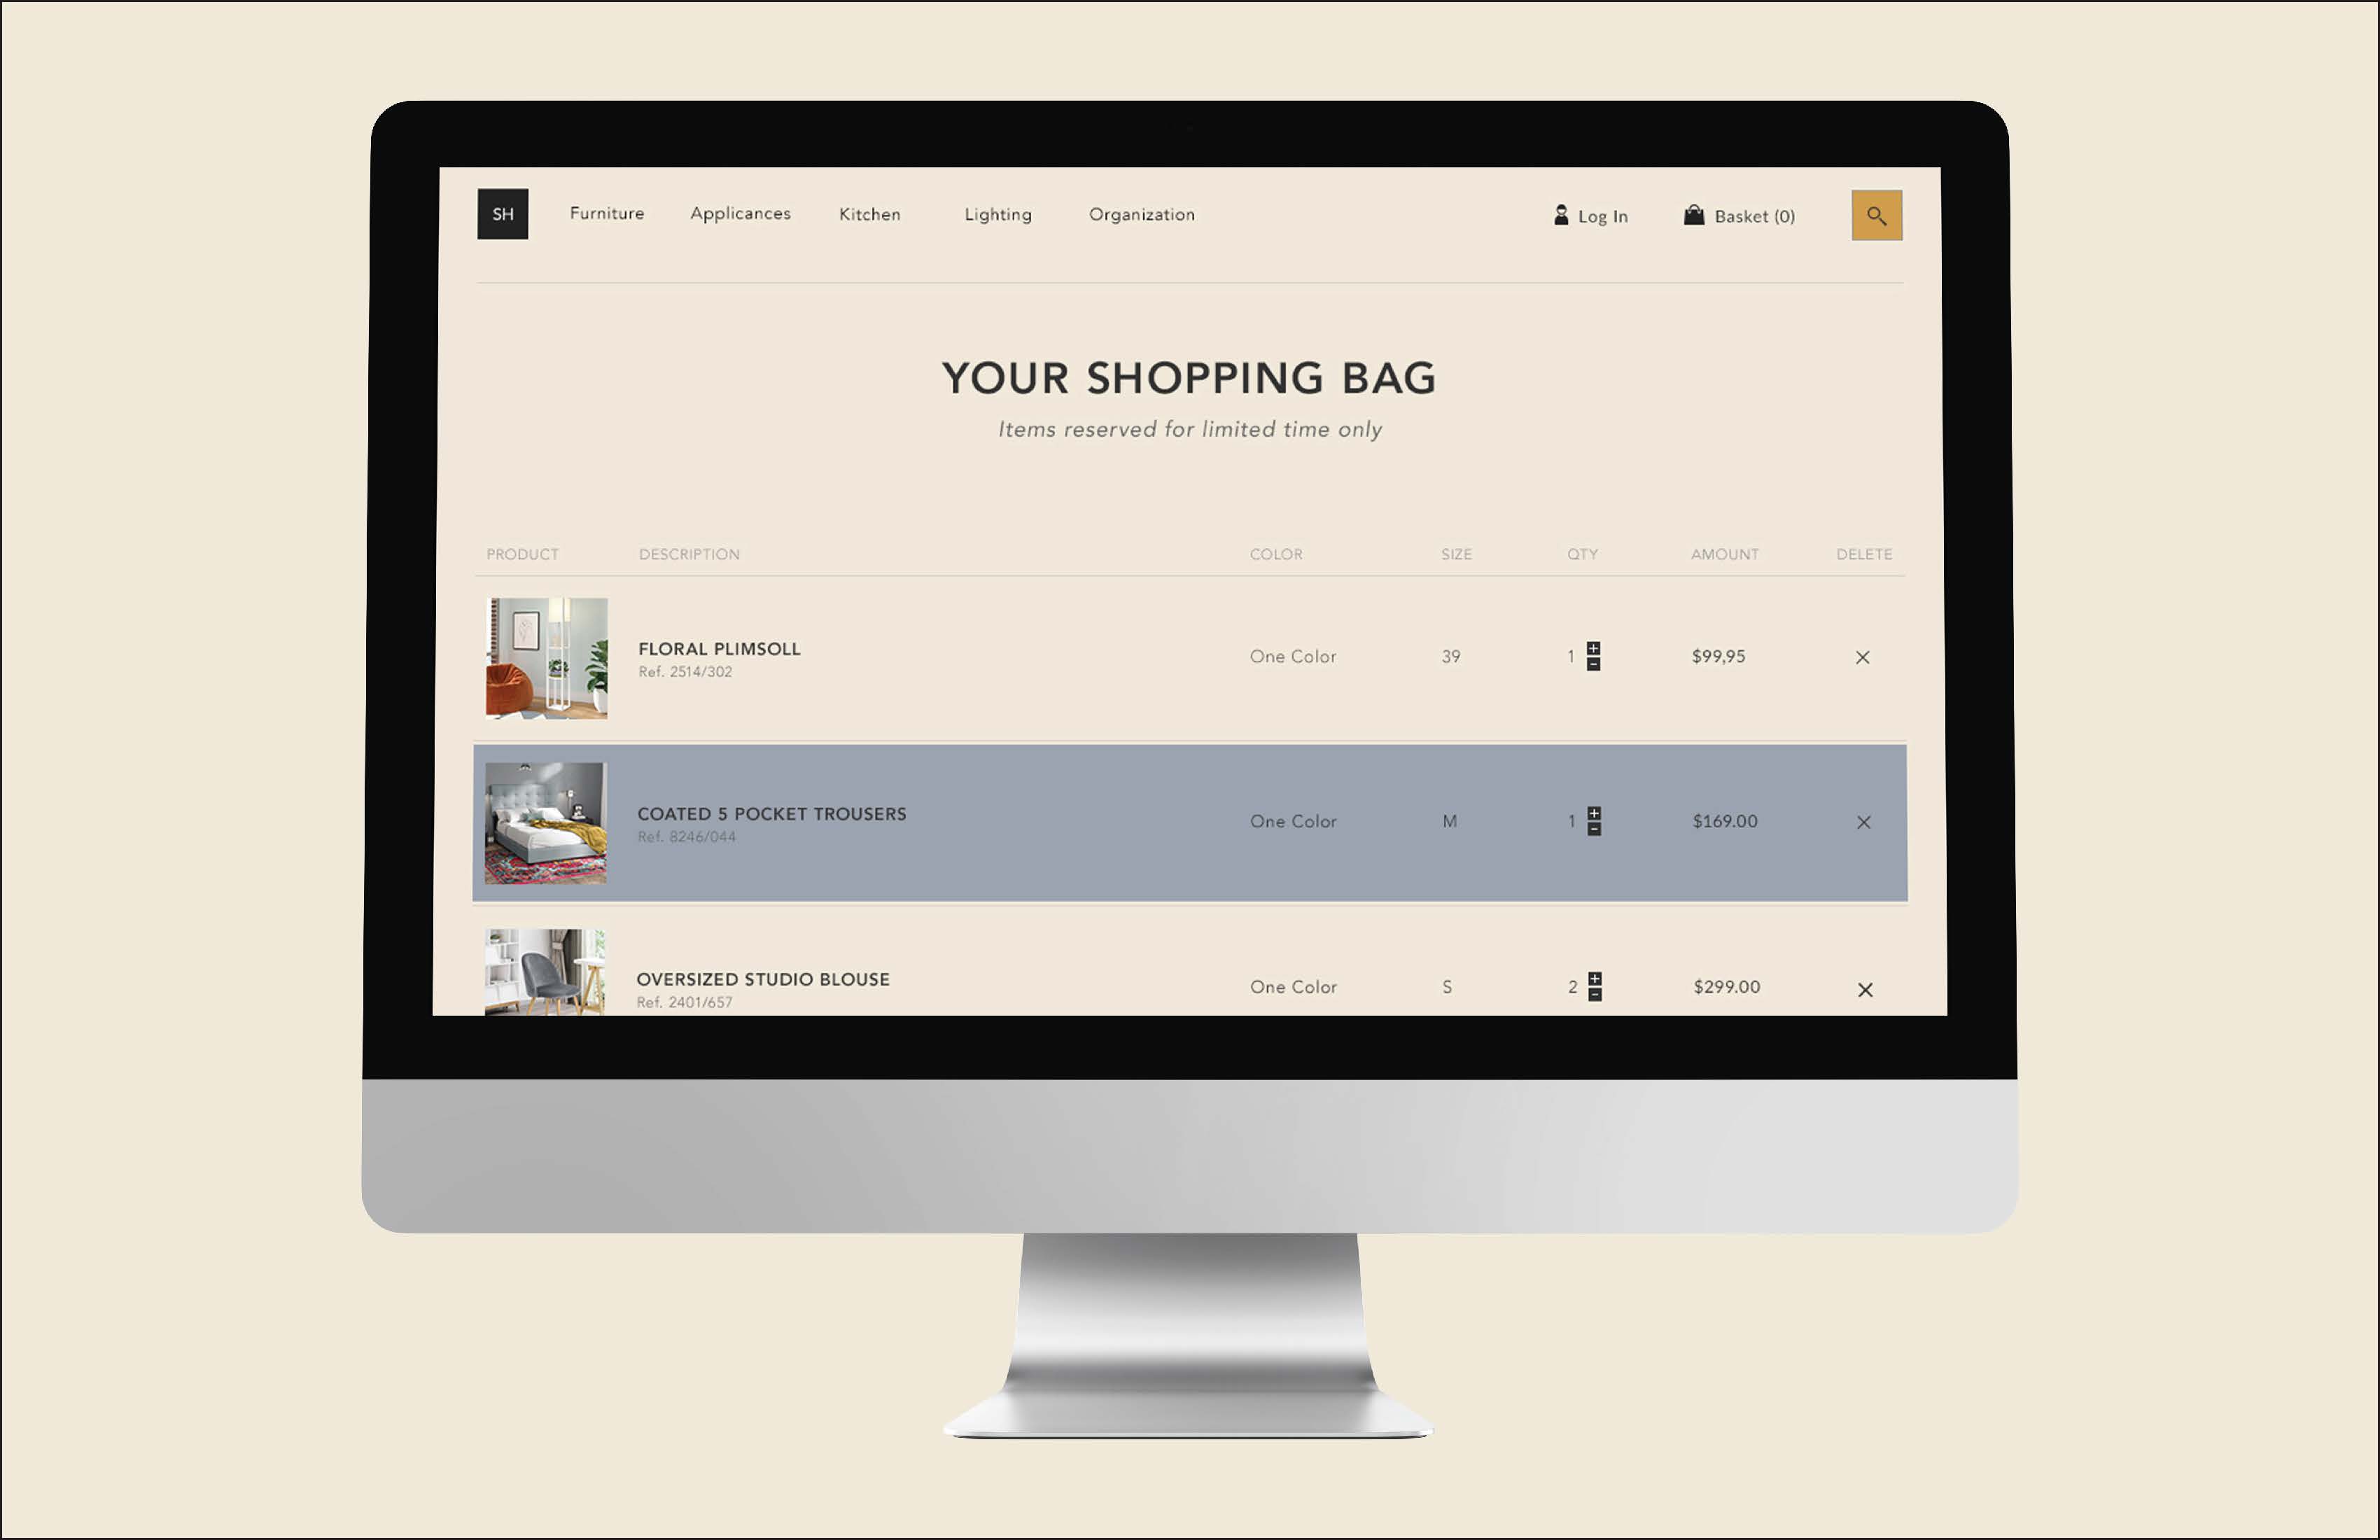 SH Furniture Applicances Kitchen Lighting Organization Log In Basket (0)
YOUR SHOPPING BAG
Items reserved for limited time only
PRODUCT DESCRIPTION COLOR SIZE QTY AMOUNT DELETE
FLORAL PLIMSOLL
Ref. 2514/302
One Color 39 1 $99,95
COATED 5 POCKET TROUSERS
Ref. 8246/044
One Color M 1 $169.00
OVERSIZED STUDIO BLOUSE
Ref. 2401/657
One Color S 2 $299.00